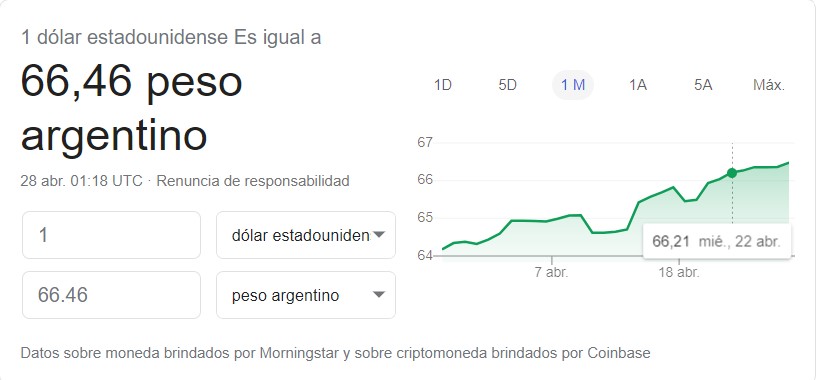 1 dólar estadounidense Es igual a
66,46 peso
argentino
28 abr. 01:18 UTC · Renuncia de responsabilidad
1
dólar estadouniden
66.46
peso argentino
1D 5D 1 M 1A 5A Máx.
67
66
65
64
66,21 mié., 22 abr.
7 abr. 18 abr.
Datos sobre moneda brindados por Morningstar y sobre criptomoneda brindados por Coinbase